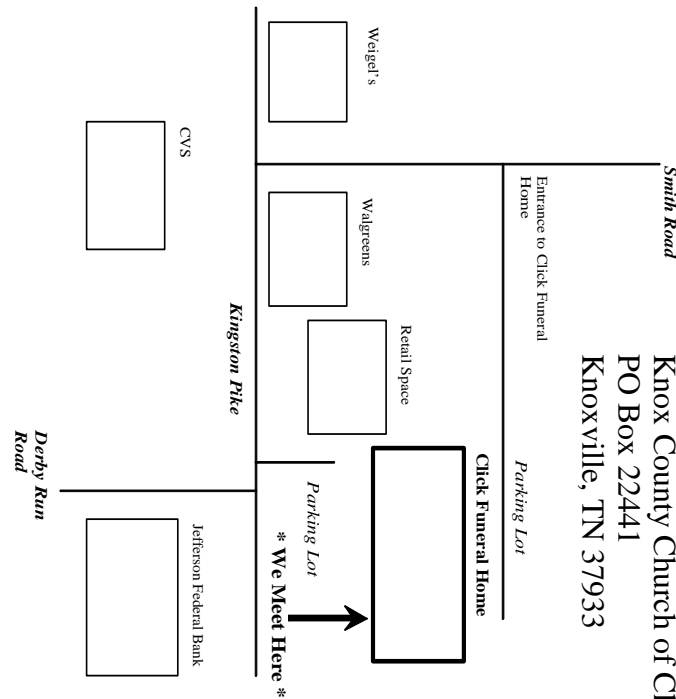 Knox County Church of
PO Box 22441
Knoxville, TN 37933
Smith Road
Entrance to Click Funeral
Home
Parking Lot
Click Funeral Home
Weigel's
Walgreens
Retail Space
Parking Lot
* We Meet Here *
Kingston Pike
CVS
Jefferson Federal Bank
Derby Run
Road